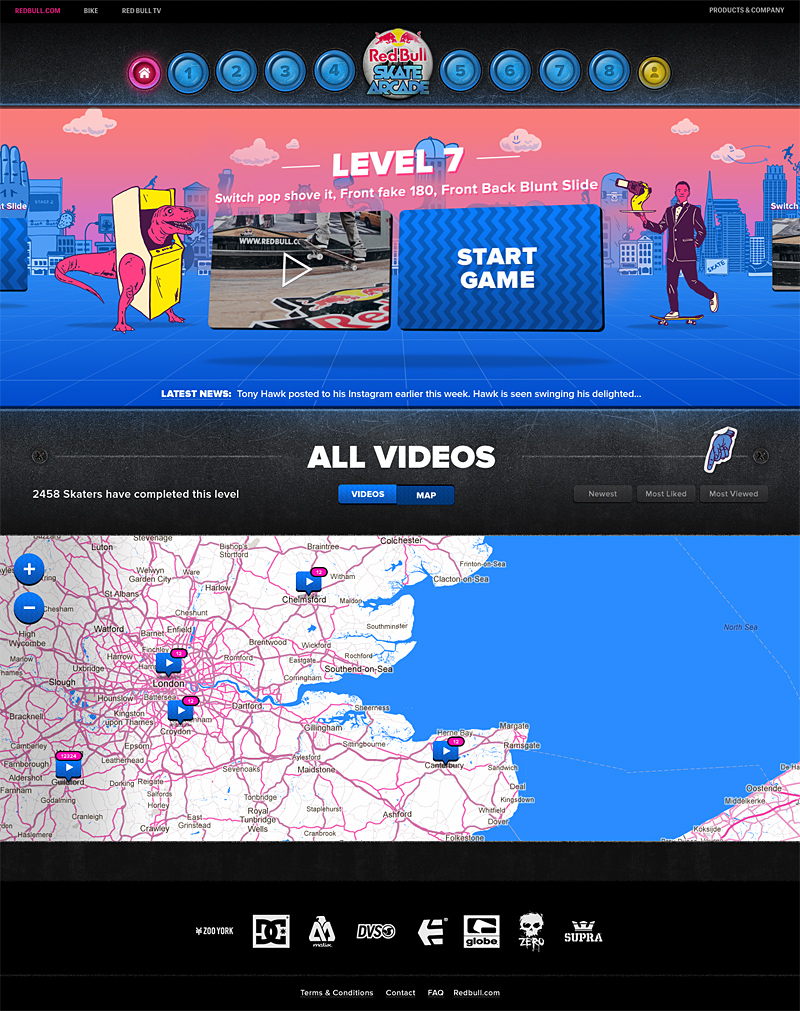 REDBULL.COM BIKE RED BULL TV PRODUCTS & COMPANY
1 2 3 4 Red Bull SKATE ARCADE 5 6 7 8
LEVEL 7
Switch pop shove it, Front fake 180, Front Back Blunt Slide
t Slide
STAGE 2
Switch
WWW.REDBULL.CO
START
GAME
SKATE
LATEST NEWS: Tony Hawk posted to his Instagram earlier this week. Hawk is seen swinging his delighted...
ALL VIDEOS
2458 Skaters have completed this level
VIDEOS MAP
Newest Most Liked Most Viewed
Stevenage
Colchester
Luton
Bishop's
Stortford
Braintree
Frinton-on-Sea
Welwyn
Garden City
Ware
Harlow
12
Witham
Clacton-on-Sea
St Albans
Chelmsford
Maldon
Chesham
Cheshunt
High
Wycombe
Watford
Barnet
Enfield
Southminster
North Sea
Brentwood
Wickford
Marlow
Harrow
Finchley
12
Romford
Eastgate
Rochford
Uxbridge
Southend-on-Sea
Corringham
Slough
London
Hounslow
Battersea
12
Dartford
Sheerness
Bracknell
Kingston
upon Thames
Croydon
Gillingham
Herne Bay
Margate
Ramsgate
Camberley
Epsom
Sittingbourne
12
Farnborough
12324
Leatherhead
Aylesford
Canterbury
Sandwich
Aldershot
Guildford
Sevenoaks
Maidstone
Farnham
Dorking
Reigate
Deal
Oostende
Godalming
Salfords
Horley
Tonbridge
Kingsdown
Middelkerke
Cranleigh
Royal
Tunbridge
Wells
Staplehurst
Ashford
Whitfield
Dover
Crawley
East
Grinstead
Cranbrook
Koksijde
Haslemere
Folkestone
ZOO YORK DC matix DVS globe ZERO SUPRA
Terms & Conditions Contact FAQ Redbull.com